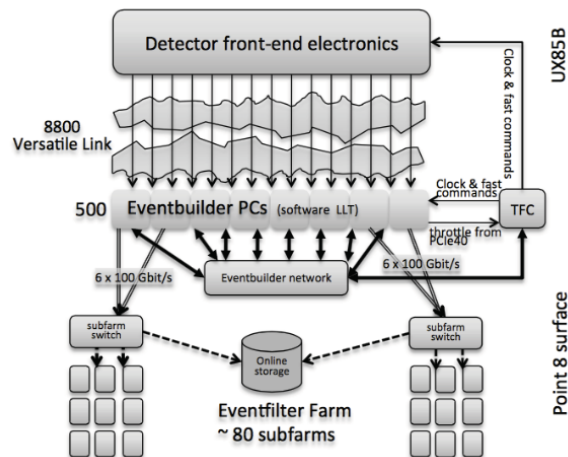 Detector front-end electronics
UX85B
Clock & fast
commands
8800
Versatile Link
Clock & fast
commands
500
Eventbuilder PCs (software LLT)
TFC
throttle from
PCIe40
6 x 100 Gbit/s
6 x 100 Gbit/s
Eventbuilder network
subfarm
switch
subfarm
switch
Online
storage
Eventfilter Farm
~ 80 subfarms
Point 8 surface